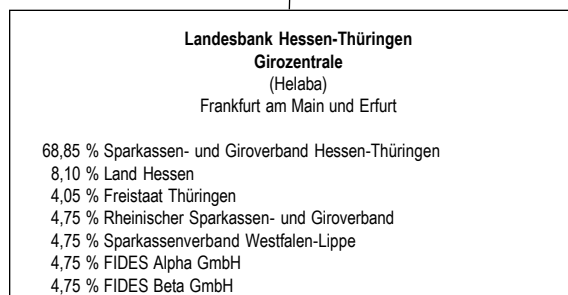 Landesbank Hessen-Thüringen
Girozentrale
(Helaba)
Frankfurt am Main und Erfurt
68,85 % Sparkassen- und Giroverband Hessen-Thüringen
8,10 % Land Hessen
4,05 % Freistaat Thüringen
4,75 % Rheinischer Sparkassen- und Giroverband
4,75 % Sparkassenverband Westfalen-Lippe
4,75 % FIDES Alpha GmbH
4,75 % FIDES Beta GmbH